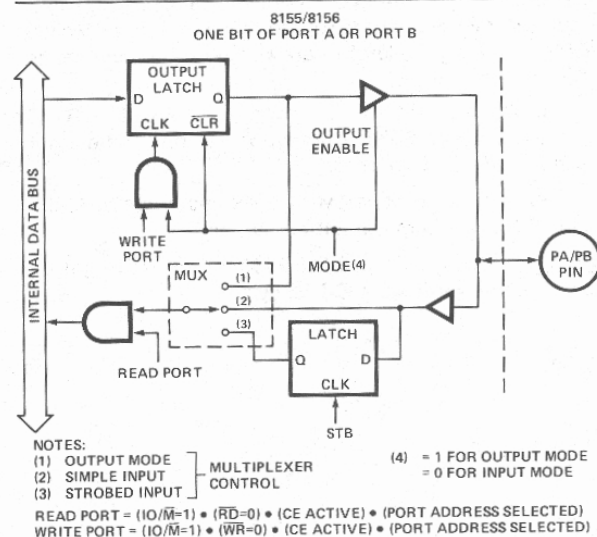 8155/8156
ONE BIT OF PORT A OR PORT B
OUTPUT
LATCH
D
Q
CLK
CLR
OUTPUT
ENABLE
INTERNAL DATA BUS
WRITE
PORT
MODE(4)
PA/PB
PIN
MUX
(1)
(2)
(3)
LATCH
Q
D
CLK
READ PORT
STB
NOTES:
(1) OUTPUT MODE
(2) SIMPLE INPUT
(3) STROBED INPUT
MULTIPLEXER
CONTROL
(4) = 1 FOR OUTPUT MODE
= 0 FOR INPUT MODE
READ PORT = (IO/M̅=1) • (R̅D̅=0) • (CE ACTIVE) • (PORT ADDRESS SELECTED)
WRITE PORT = (IO/M̅=1) • (W̅R̅=0) • (CE ACTIVE) • (PORT ADDRESS SELECTED)